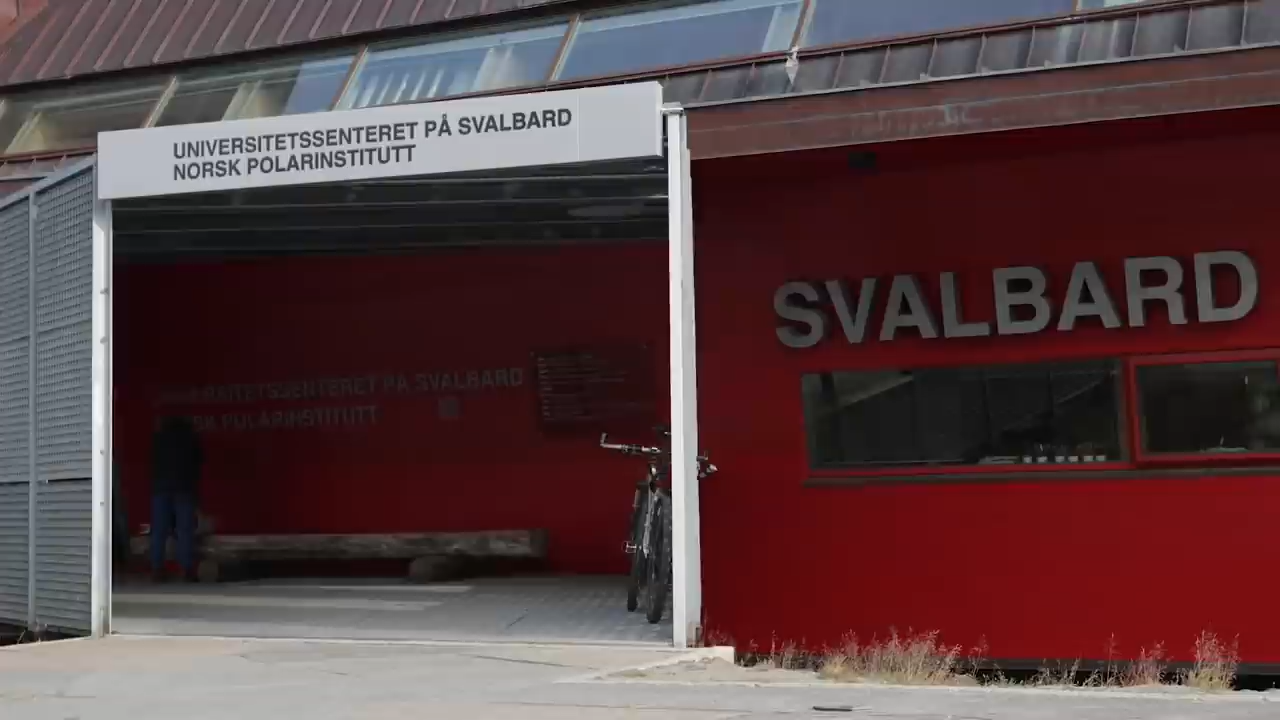 UNIVERSITETSSENTERET PÅ SVALBARD
NORSK POLARINSTITUTT
SVALBARD
UNIVERSITETSSENTERET PÅ SVALBARD
NORSK POLARINSTITUTT